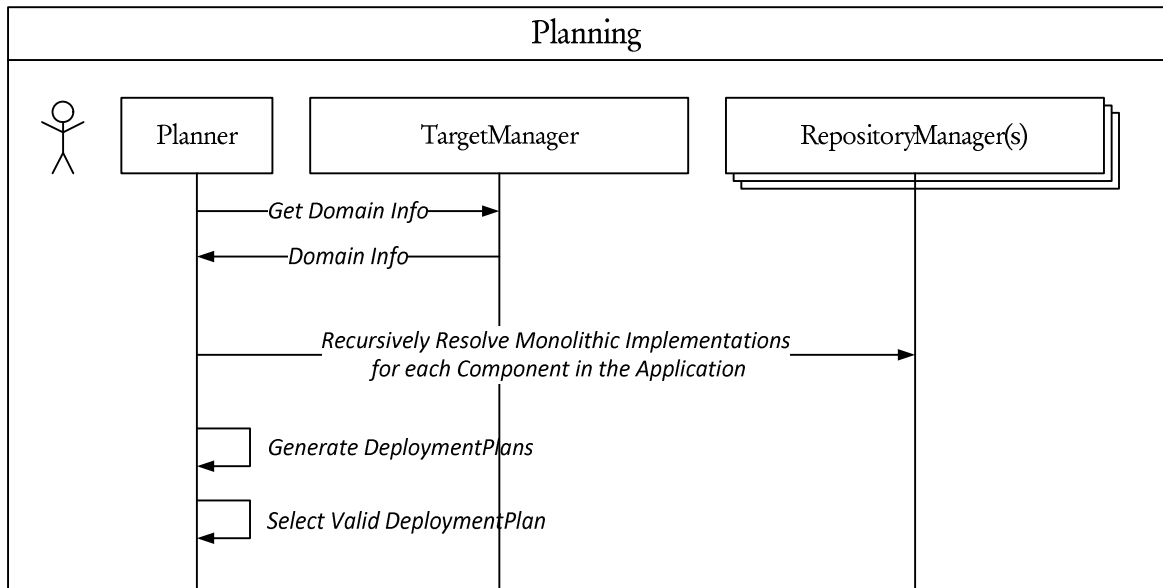 Planning
Planner
TargetManager
RepositoryManager(s)
Get Domain Info
Domain Info
Recursively Resolve Monolithic Implementations
for each Component in the Application
Generate DeploymentPlans
Select Valid DeploymentPlan